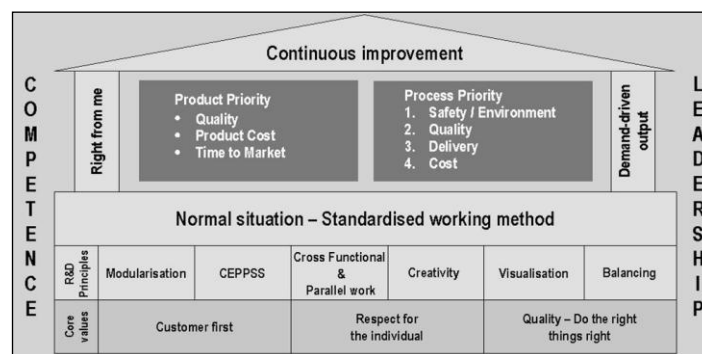 Continuous improvement
COMPETENCE
Right from me
Product Priority
• Quality
• Product Cost
• Time to Market
Process Priority
1. Safety / Environment
2. Quality
3. Delivery
4. Cost
Demand-driven
output
LEADERSHIP
Normal situation – Standardised working method
R&D
Principles
Modularisation
CEPPSS
Cross Functional
&
Parallel work
Creativity
Visualisation
Balancing
Core
values
Customer first
Respect for
the individual
Quality – Do the right
things right